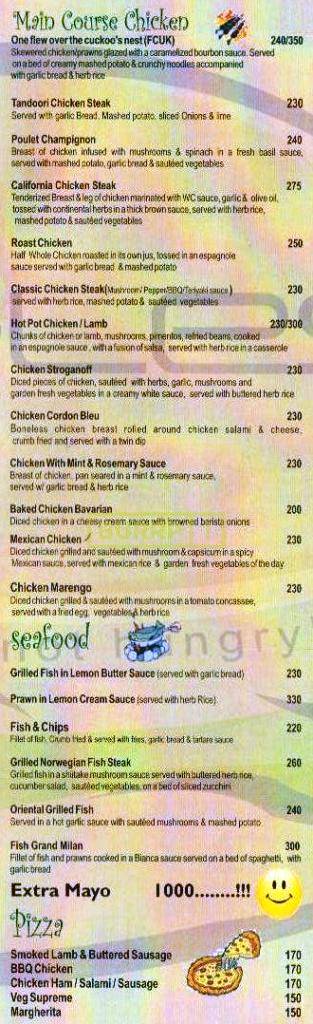 Main Course Chicken
One flew over the cuckoo's nest (FCUK) 240/350
Skewered chicken/prawns glazed with a caramelized bourbon sauce. Served
on a bed of creamy mashed potato & crunchy noodles accompanied
with garlic bread & herb rice
Tandoori Chicken Steak 230
Served with garlic Bread, Mashed potato, sliced Onions & lime
Poulet Champignon 240
Breast of chicken infused with mushrooms & spinach in a fresh basil sauce,
served with mashed potato, garlic bread & sautéed vegetables
California Chicken Steak 275
Tenderized Breast & leg of chicken marinated with WC sauce, garlic & olive oil,
tossed with continental herbs in a thick brown sauce, served with herb rice,
mashed potato & sautéed vegetables
Roast Chicken 250
Half Whole Chicken roasted in its own jus, tossed in an espagnole
sauce served with garlic bread & mashed potato
Classic Chicken Steak (Mushroom/Pepper/BBQ/Teriyaki sauce) 230
served with herb rice, mashed potato & sautéed vegetables
Hot Pot Chicken / Lamb 230/300
Chunks of chicken or lamb, mushrooms, pimentos, refried beans, cooked
in an espagnole sauce, with a fusion of salsa, served with herb rice in a casserole
Chicken Stroganoff 230
Diced pieces of chicken, sautéed with herbs, garlic, mushrooms and
garden fresh vegetables in a creamy white sauce, served with buttered herb rice
Chicken Cordon Bleu 230
Boneless chicken breast rolled around chicken salami & cheese,
crumb fried and served with a twin dip
Chicken With Mint & Rosemary Sauce 230
Breast of chicken, pan seared in a mint & rosemary sauce,
served w/ garlic bread & herb rice
Baked Chicken Bavarian 200
Diced chicken in a cheesy cream sauce with browned barista onions
Mexican Chicken 230
Diced chicken grilled and sautéed with mushroom & capsicum in a spicy
Mexican sauce, served with mexican rice & garden fresh vegetables of the day
Chicken Marengo 230
Diced chicken grilled & sautéed with mushrooms in a tomato concassee,
served with a fried egg, vegetables & herb rice
seafood
not hungry
Grilled Fish in Lemon Butter Sauce (served with garlic bread) 230
Prawn in Lemon Cream Sauce (served with herb Rice) 330
Fish & Chips 220
Fillet of fish, Crumb fried & served with fries, garlic bread & tartare sauce
Grilled Norwegian Fish Steak 260
Grilled fish in a shiitake mushroom sauce served with buttered herb rice,
cucumber salad, sautéed vegetables, on a bed of sliced zucchini
Oriental Grilled Fish 240
Served in a hot garlic sauce with sautéed mushrooms & mashed potato
Fish Grand Milan 300
Fillet of fish and prawns cooked in a Bianca sauce served on a bed of spaghetti, with
garlic bread
Extra Mayo 1000........!!!
Pizza
Smoked Lamb & Buttered Sausage 170
BBQ Chicken 170
Chicken Ham / Salami / Sausage 170
Veg Supreme 150
Margherita 150